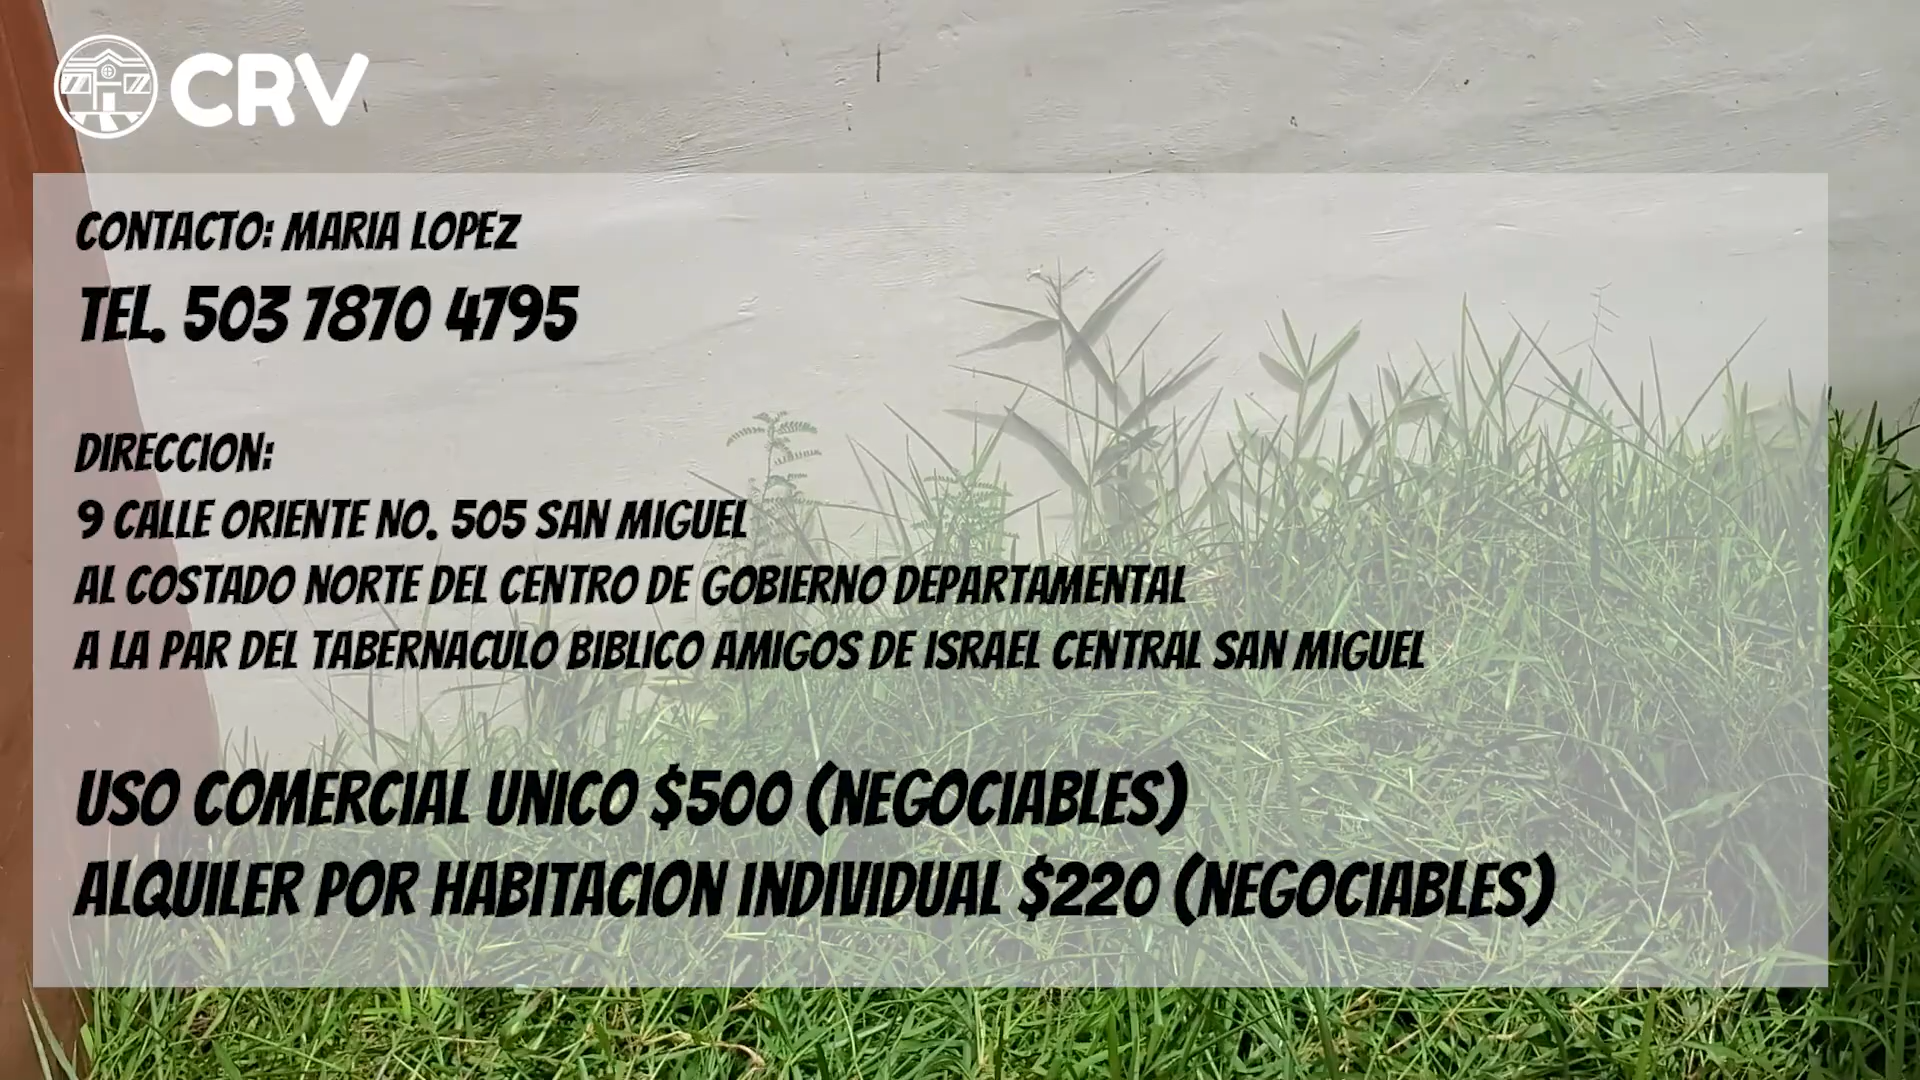 CRV
CONTACTO: MARIA LOPEZ
TEL. 503 7870 4795
DIRECCION:
9 CALLE ORIENTE NO. 505 SAN MIGUEL
AL COSTADO NORTE DEL CENTRO DE GOBIERNO DEPARTAMENTAL
A LA PAR DEL TABERNACULO BIBLICO AMIGOS DE ISRAEL CENTRAL SAN MIGUEL
USO COMERCIAL UNICO $500 (NEGOCIABLES)
ALQUILER POR HABITACION INDIVIDUAL $220 (NEGOCIABLES)